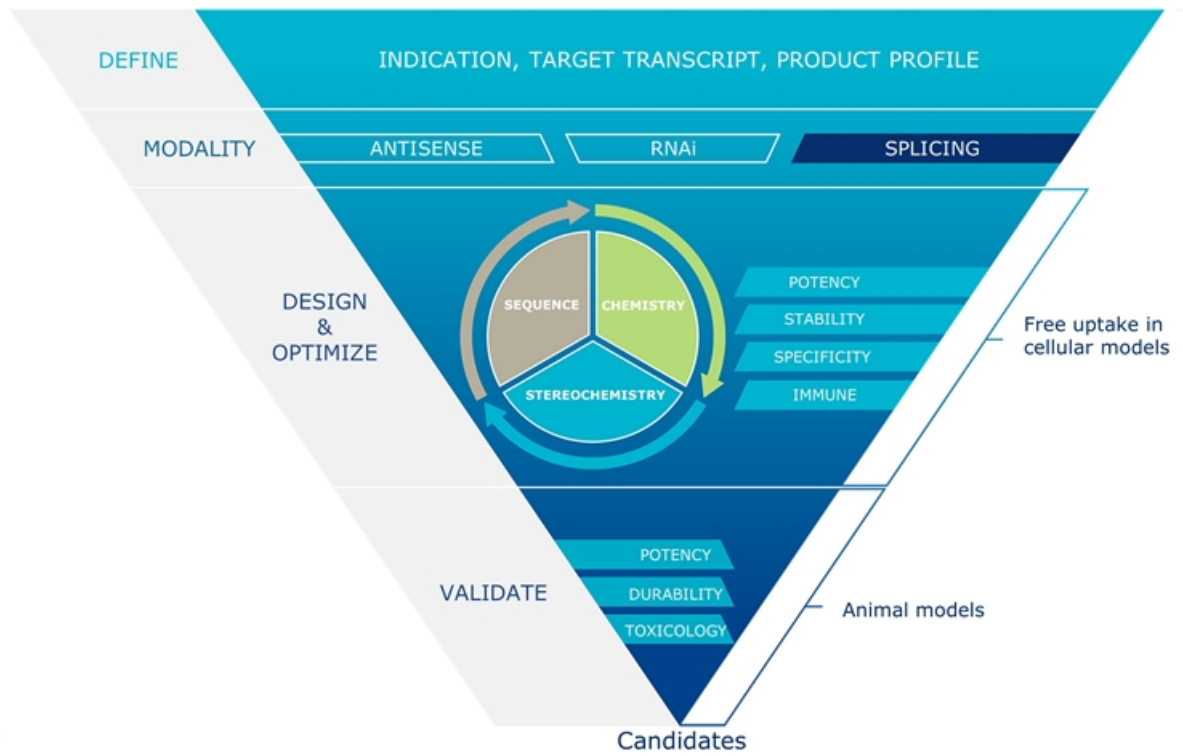 DEFINE
INDICATION, TARGET TRANSCRIPT, PRODUCT PROFILE
MODALITY
ANTISENSE
RNAi
SPLICING
DESIGN
&
OPTIMIZE
SEQUENCE
CHEMISTRY
STEREOCHEMISTRY
POTENCY
STABILITY
SPECIFICITY
IMMUNE
Free uptake in
cellular models
VALIDATE
POTENCY
DURABILITY
TOXICOLOGY
Animal models
Candidates